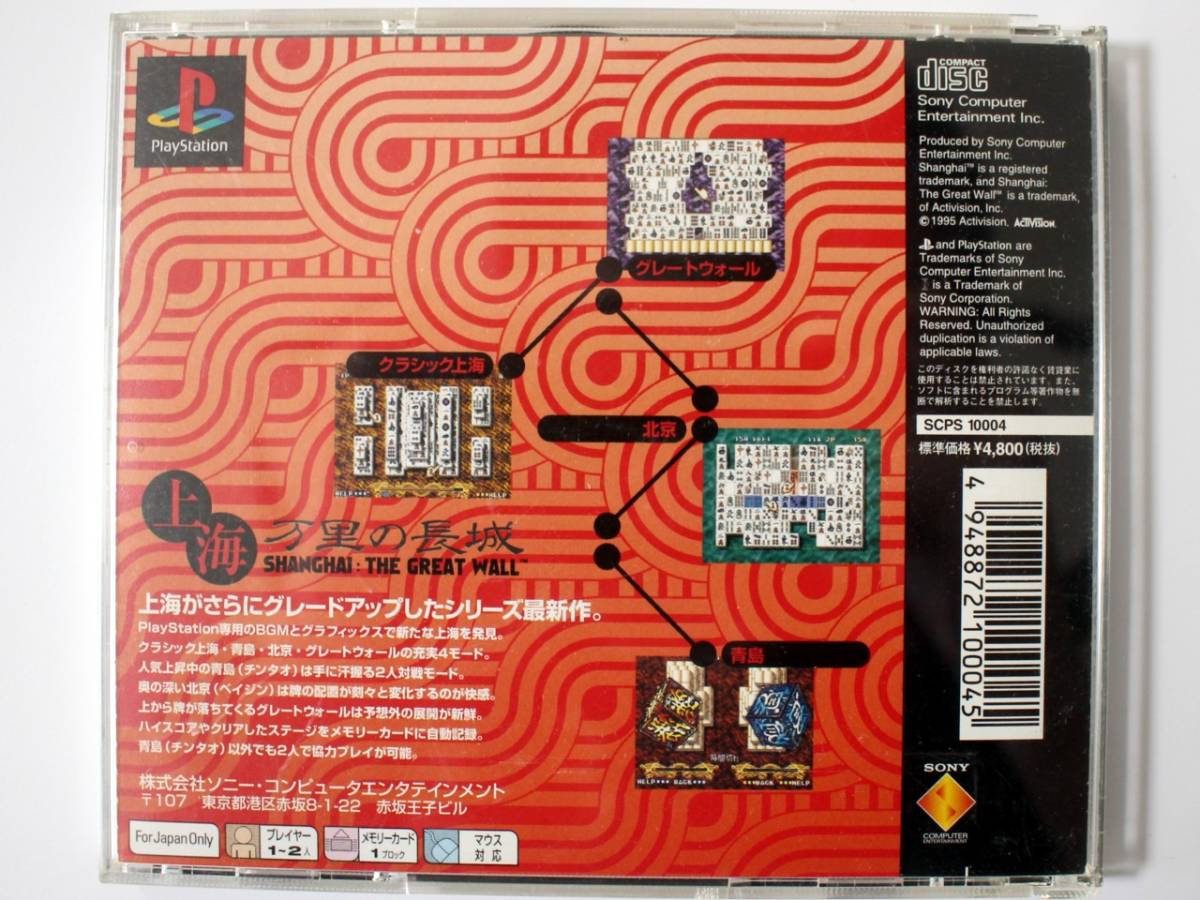 PlayStation
グレートウォール
クラシック上海
北京
青島
上海
万里の長城
SHANGHAI: THE GREAT WALL™
上海がさらにグレードアップしたシリーズ最新作。
PlayStation専用のBGMとグラフィックスで新たな上海を発見。
クラシック上海・青島・北京・グレートウォールの充実4モード。
人気上昇中の青島(チンタオ)は手に汗握る2人対戦モード。
奥の深い北京(ベイジン)は牌の配置が刻々と変化するのが快感。
上から牌が落ちてくるグレートウォールは予想外の展開が新鮮。
ハイスコアやクリアしたステージをメモリーカードに自動記録。
青島(チンタオ)以外でも2人で協力プレイが可能。
株式会社ソニー・コンピュータエンタテインメント
〒107 東京都港区赤坂8-1-22 赤坂王子ビル
For Japan Only
プレイヤー
1~2人
メモリーカード
1ブロック
マウス
対応
COMPACT
disc
Sony Computer
Entertainment Inc.
Produced by Sony Computer
Entertainment Inc.
Shanghai™ is a registered
trademark, and Shanghai:
The Great Wall™ is a trademark,
of Activision, Inc.
©1995 Activision. ACTIVISION.
and PlayStation are
Trademarks of Sony
Computer Entertainment Inc.
is a Trademark of
Sony Corporation.
WARNING: All Rights
Reserved. Unauthorized
duplication is a violation of
applicable laws.
このディスクを権利者の許諾なく賃貸業に
使用することは禁止されています。また、
ソフトに含まれるプログラム等著作物を無
断で解析することを禁止します。
SCPS 10004
標準価格¥4,800(税抜)
4 948872 100045
SONY
COMPUTER
ENTERTAINMENT